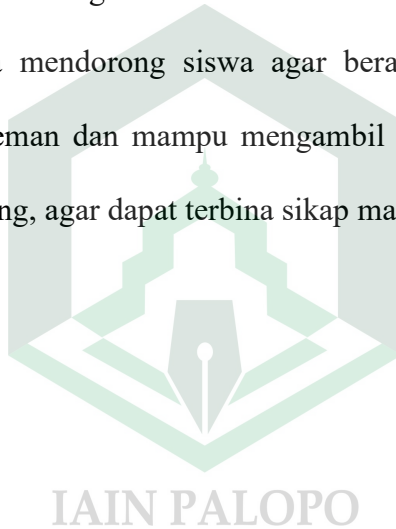 mendorong siswa agar bera
eman dan mampu mengambil
ng, agar dapat terbina sikap ma
IAIN PALOPO